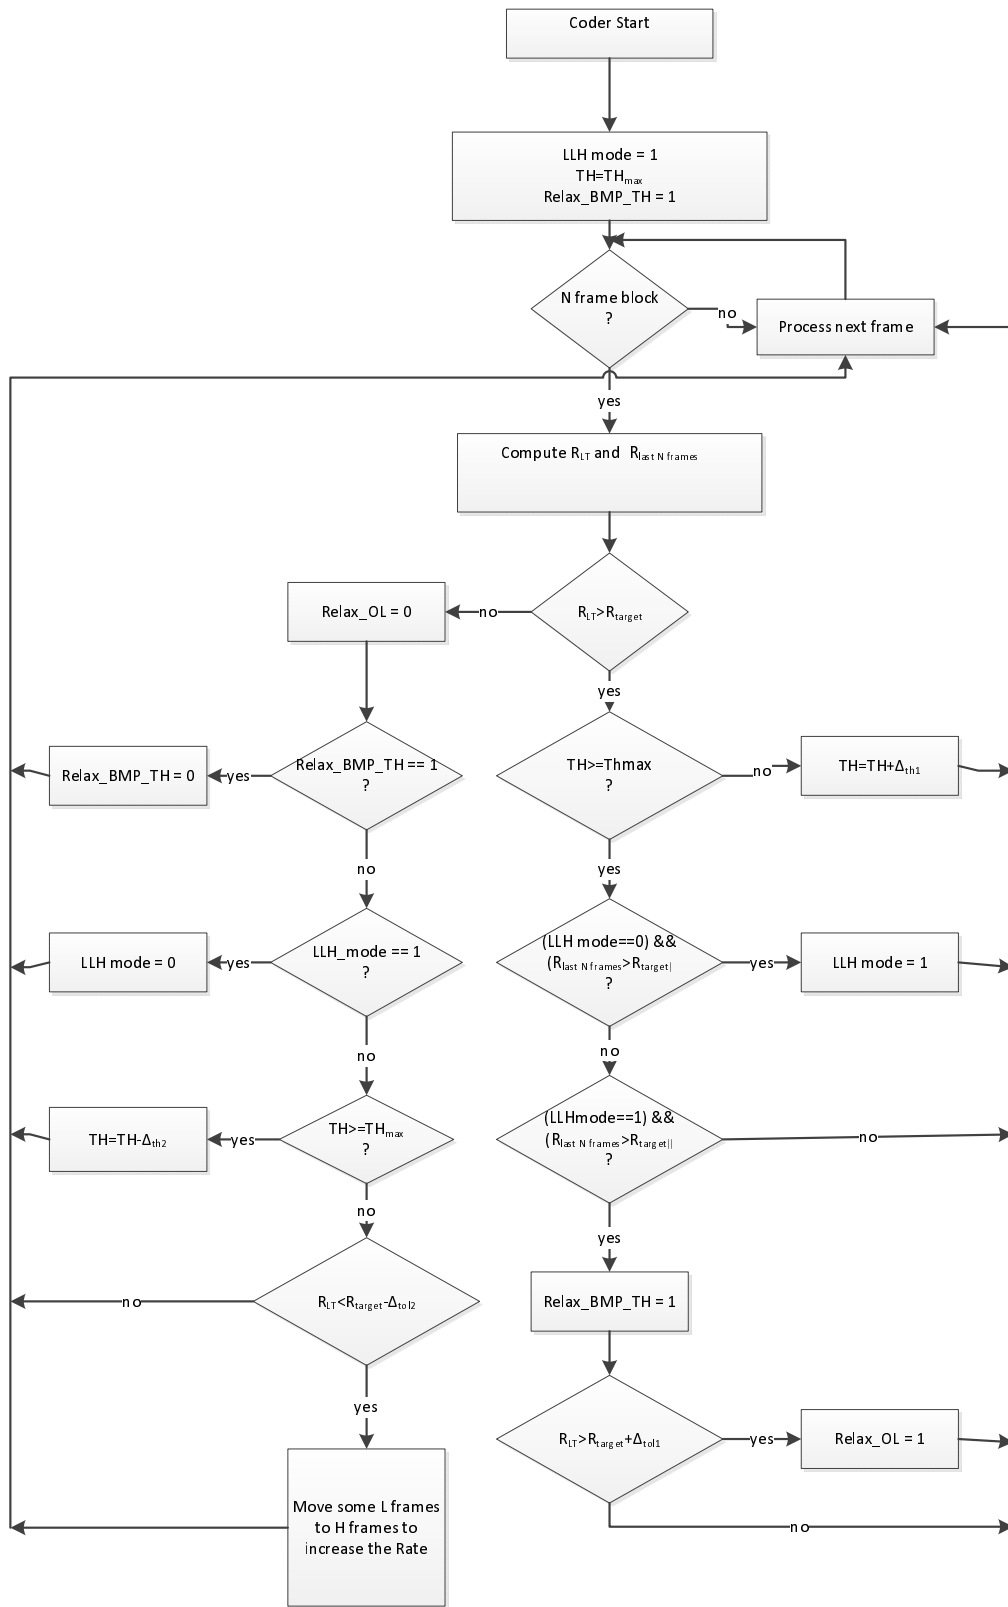 Coder Start
LLH mode = 1
TH=THmax
Relax_BMP_TH = 1
N frame block
?
no
Process next frame
yes
Compute RLT and Rlast N frames
Relax_OL = 0
no
RLT>Rtarget
yes
Relax_BMP_TH = 0
yes
Relax_BMP_TH == 1
?
TH>=Thmax
?
no
TH=TH+Δth1
no
yes
LLH mode = 0
yes
LLH_mode == 1
?
(LLH mode==0) &&
(Rlast N frames>Rtarget|
?
yes
LLH mode = 1
no
no
TH=TH-Δth2
yes
TH>=THmax
?
(LLHmode==1) &&
(Rlast N frames>Rtarget||
?
no
no
yes
no
RLT<Rtarget-Δtol2
Relax_BMP_TH = 1
yes
RLT>Rtarget+Δtol1
yes
Relax_OL = 1
Move some L frames
to H frames to
increase the Rate
no